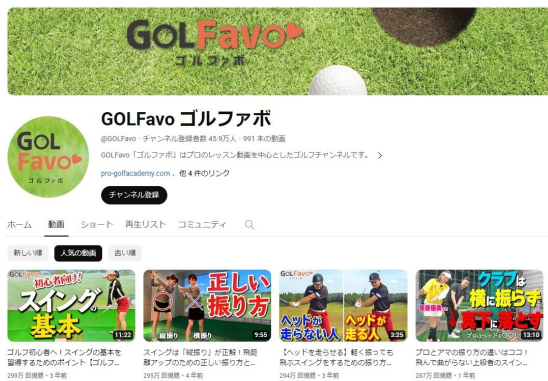 GOLFavo
ゴルファボ
GOL
Favo
ゴルファボ
GOLFavo ゴルファボ
@GOLFavo · チャンネル登録者数 45.9万人 · 991 本の動画
GOLFavo「ゴルファボ」はプロのレッスン動画を中心としたゴルフチャンネルです。
pro-golfacademy.com、他 4 件のリンク
チャンネル登録
ホーム 動画 ショート 再生リスト コミュニティ
新しい順 人気の動画 古い順
GOLFavo
初心者向け!
スイングの
基本
11:22
正しい
振り方
縦振り 横振り
9:55
GOLFavo
ヘッドが
走らない人
ヘッドが
走る人
3:25
クラブは
横に振らず
真下に落とす
13:10
ゴルフ初心者へ!スイングの基本を
習得するためのポイント【ゴルフ...
299万 回視聴・3 年前
スイングは「縦振り」が正解!飛距
離アップのための正しい振り方と...
295万 回視聴・4 年前
【ヘッドを走らせる】軽く振っても
飛ぶスイングをするための振り方...
294万 回視聴・3 年前
プロとアマの振り方の違いはココ!
飛んで曲がらない上級者のスイン...
287万 回視聴・3 年前